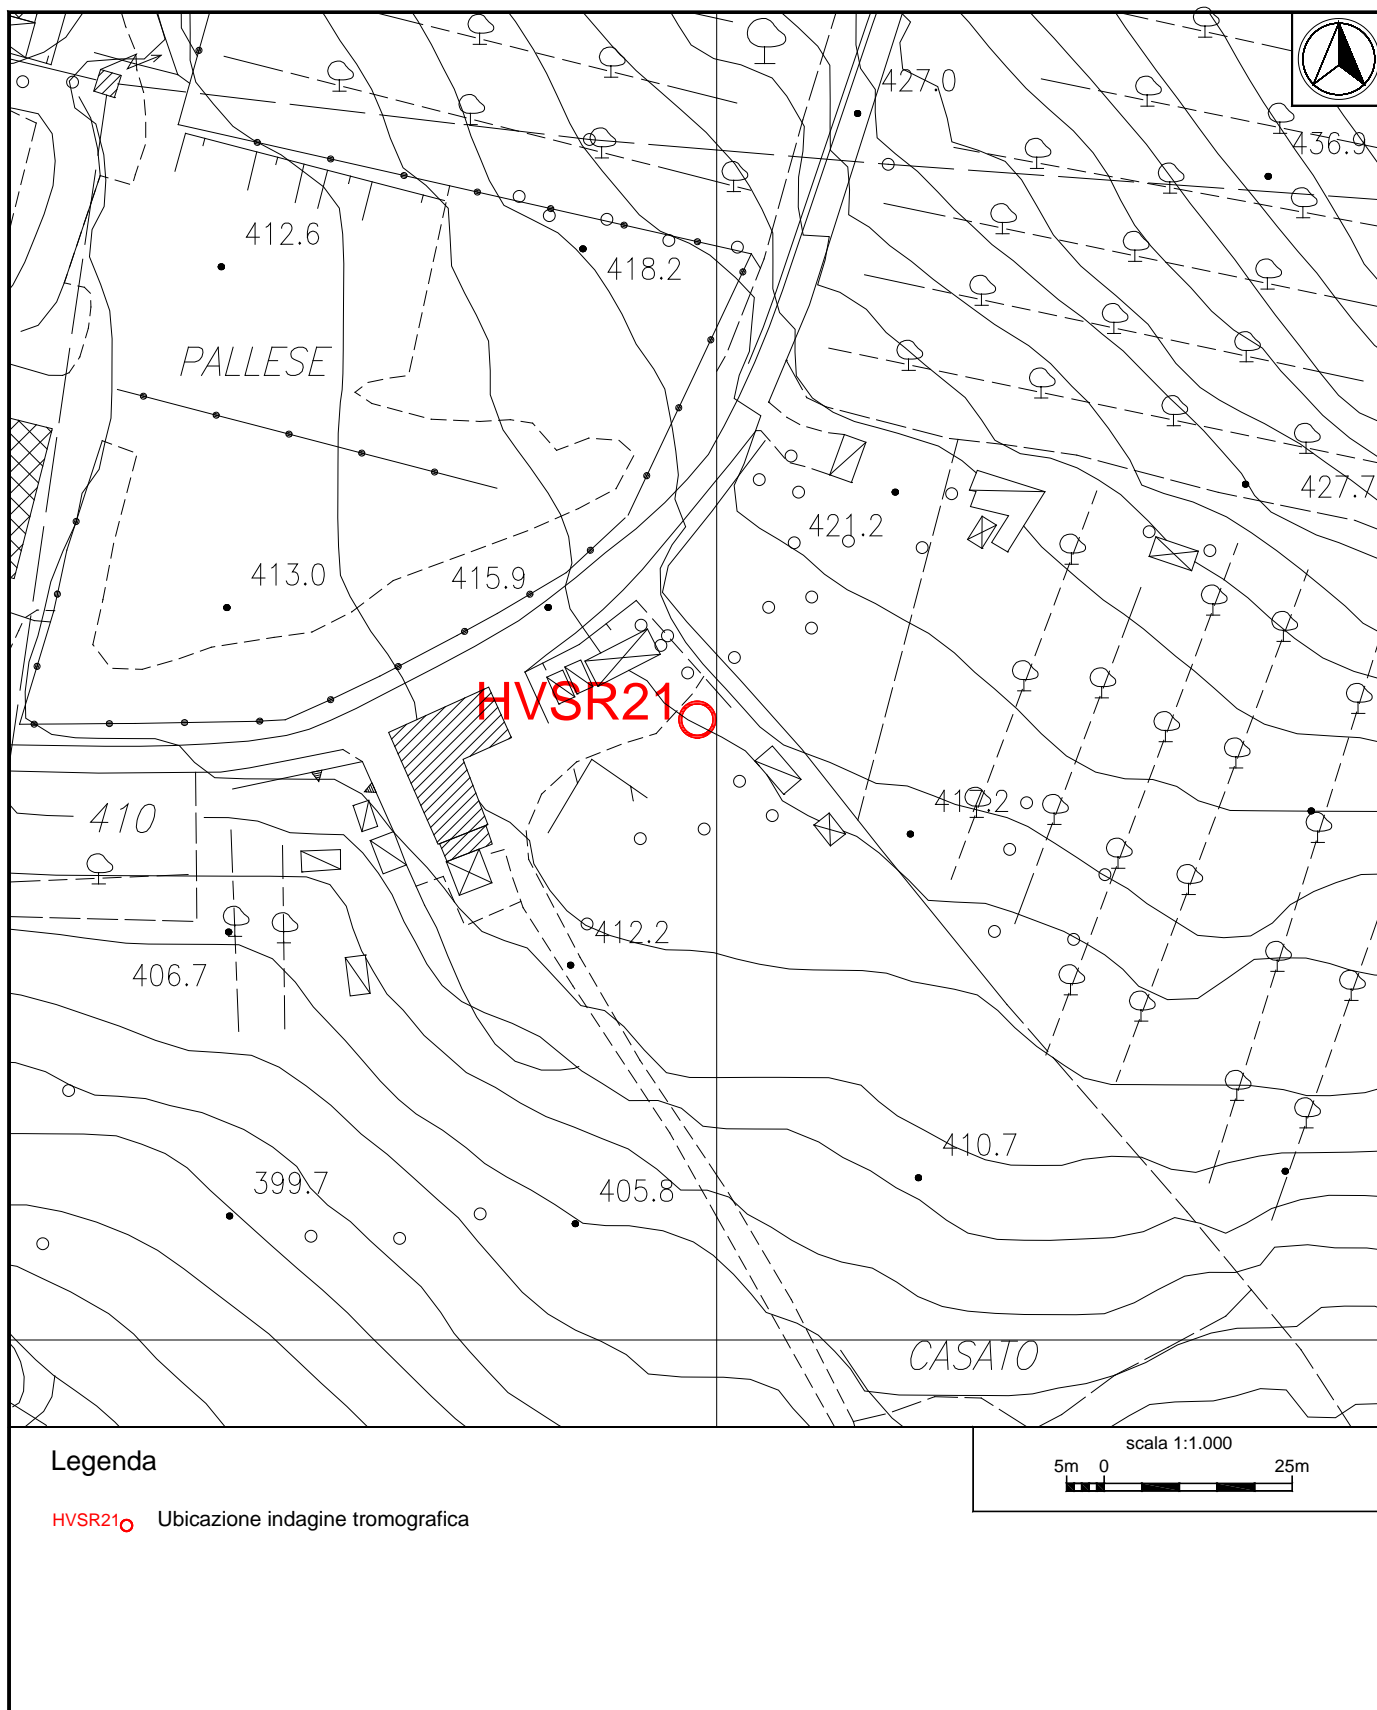 427.0
436.9
412.6
418.2
PALLESE
427.7
421.2
413.0
415.9
HVSR21
417.2
410
412.2
406.7
410.7
399.7
405.8
CASATO
Legenda
scala 1:1.000
5m 0 25m
HVSR21 Ubicazione indagine tromografica